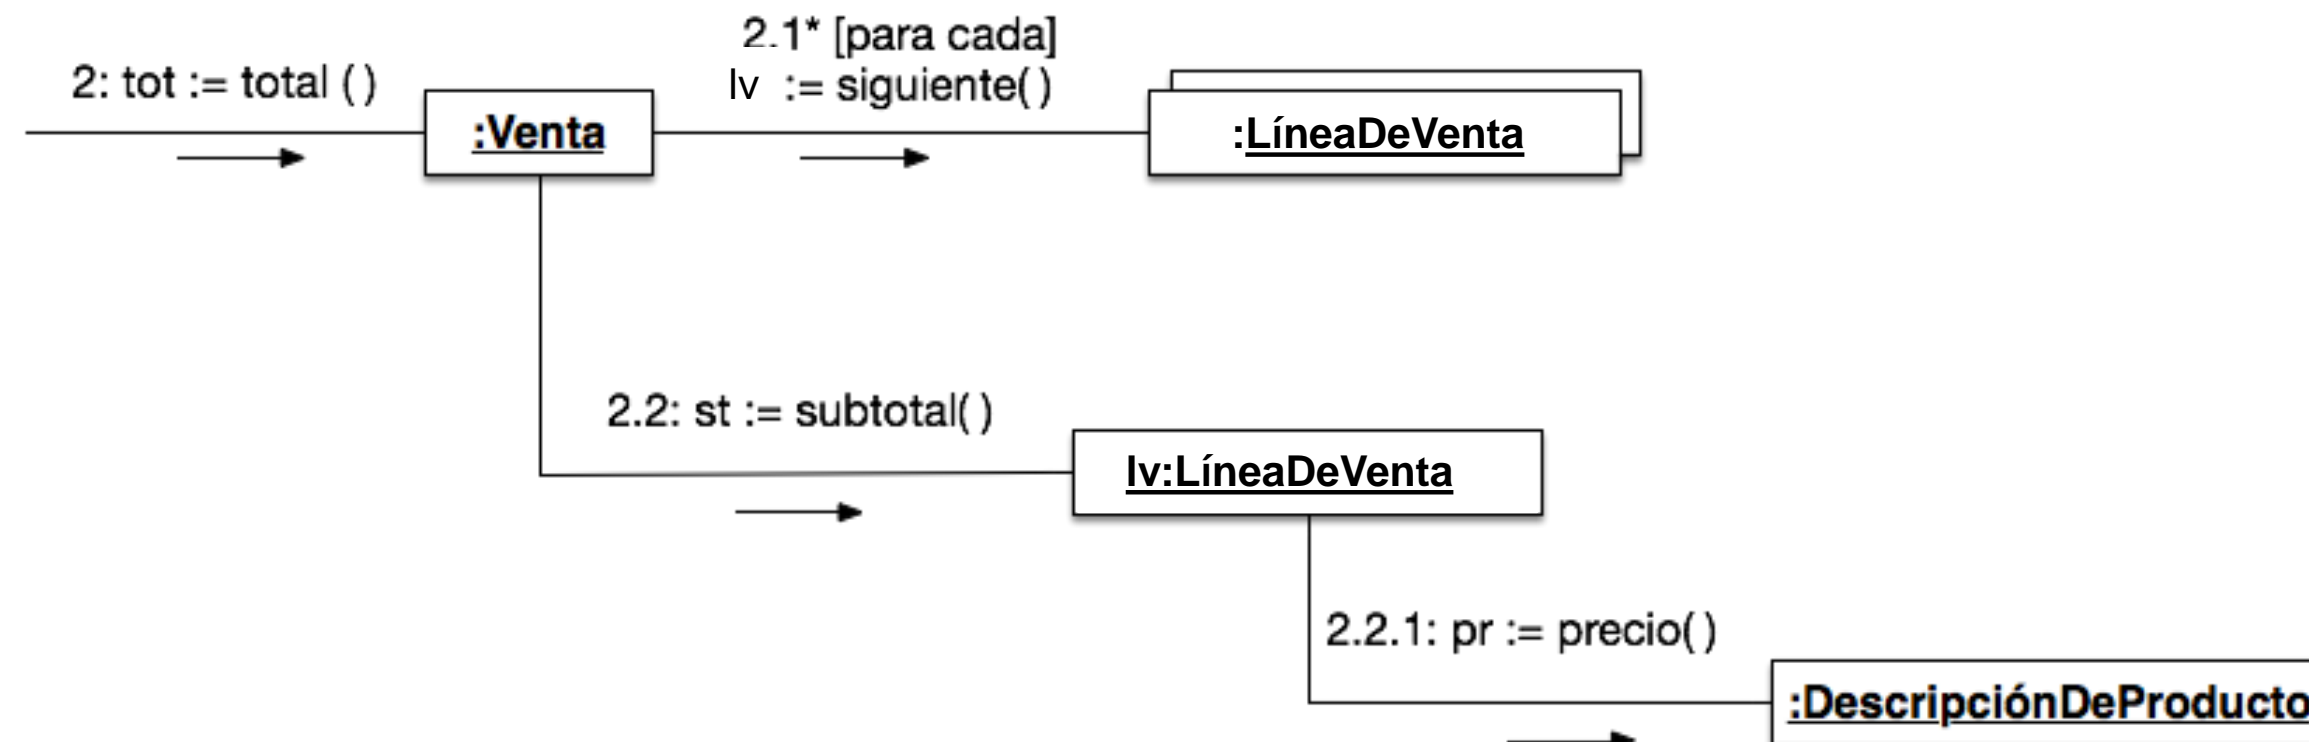 2: tot := total ()
2.1* [para cada]
lv := siguiente()
:Venta
:LíneaDeVenta
2.2: st := subtotal()
lv:LíneaDeVenta
2.2.1: pr := precio()
:DescripciónDeProducto